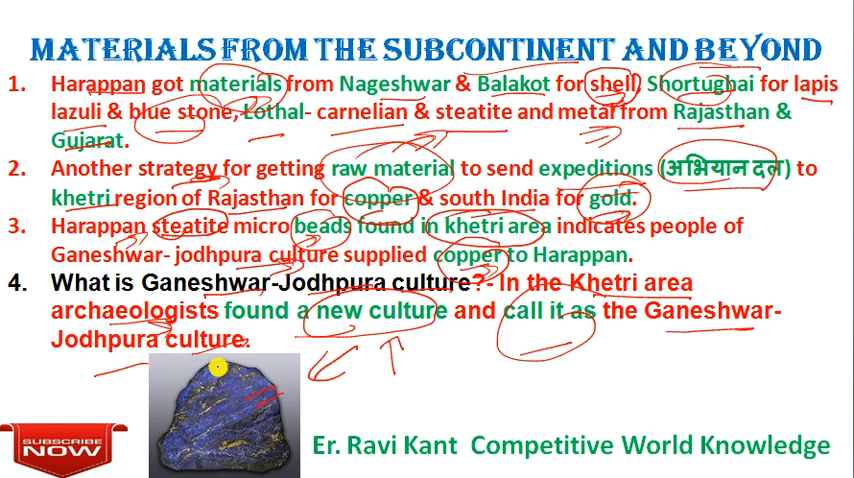 MATERIALS FROM THE SUBCONTINENT AND BEYOND
1. Harappan got materials from Nageshwar & Balakot for shell, Shortughai for lapis
lazuli & blue stone, Lothal- carnelian & steatite and metal from Rajasthan &
Gujarat.
2. Another strategy for getting raw material to send expeditions (अभियान दल) to
khetri region of Rajasthan for copper & south India for gold.
3. Harappan steatite micro beads found in khetri area indicates people of
Ganeshwar- jodhpura culture supplied copper to Harappan.
4. What is Ganeshwar-Jodhpura culture?- In the Khetri area
archaeologists found a new culture and call it as the Ganeshwar-
Jodhpura culture.
SUBSCRIBE
NOW
Er. Ravi Kant Competitive World Knowledge